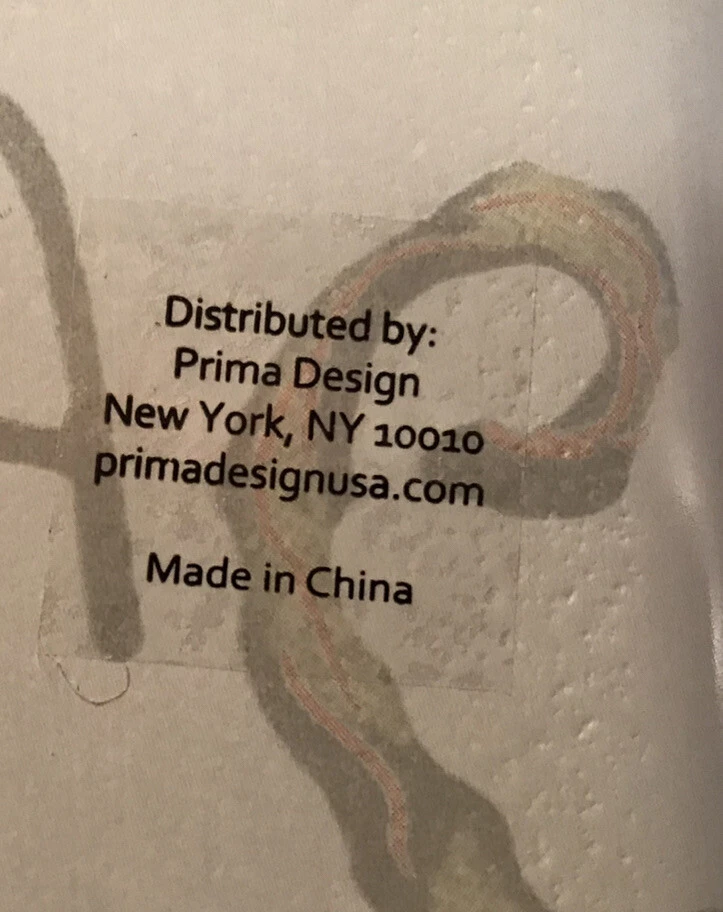 Distributed by:
Prima Design
New York, NY 10010
primadesignusa.com
Made in China